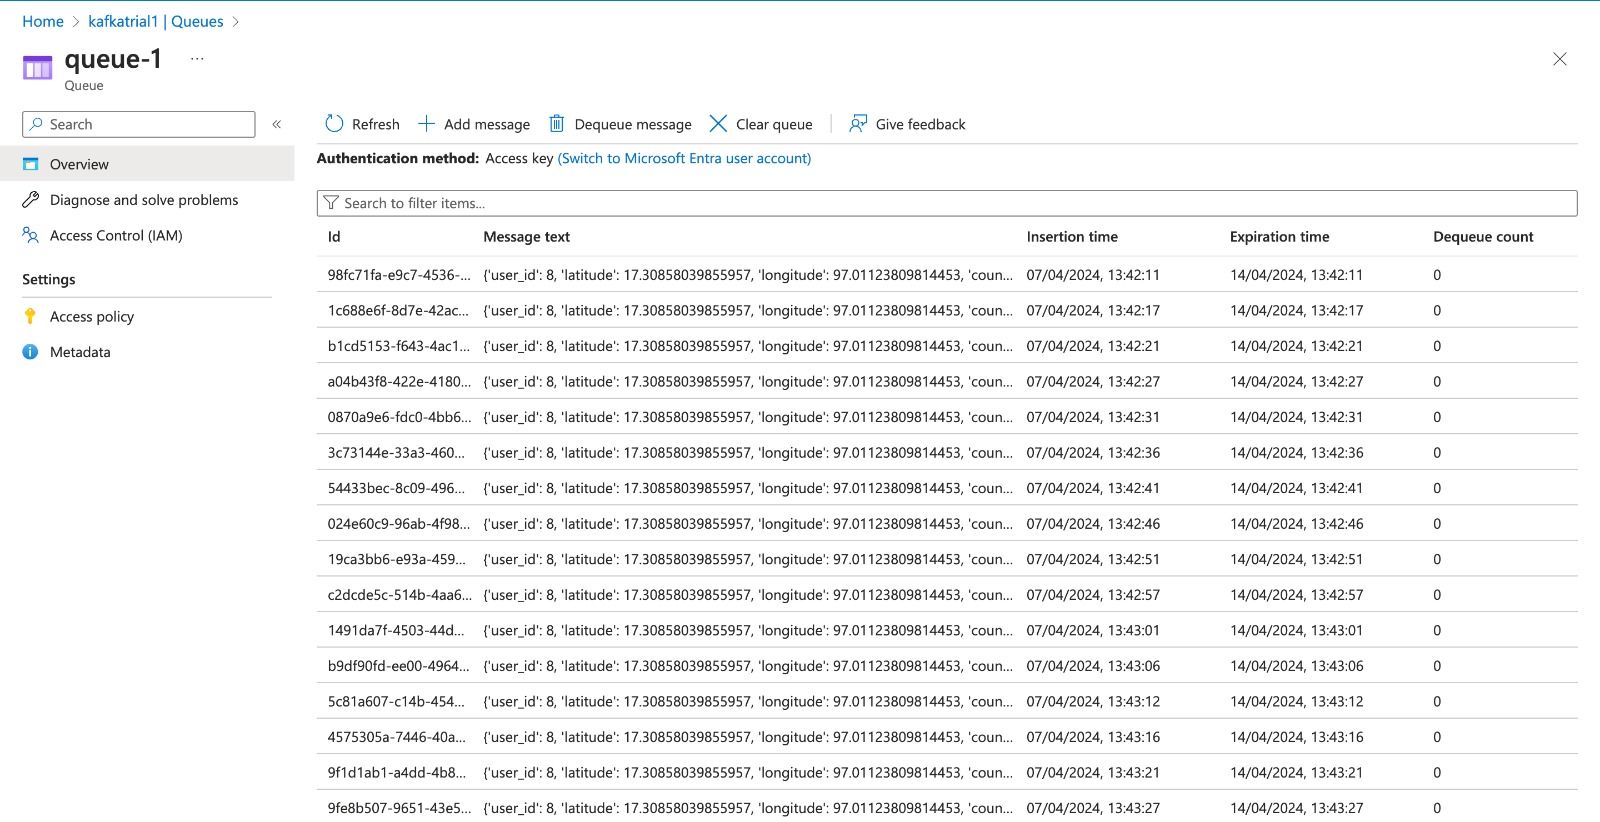 Home > kafkatrial1 | Queues >
queue-1 ...
Queue
Search «
Overview
Diagnose and solve problems
Access Control (IAM)
Settings
Access policy
Metadata
Refresh Add message Dequeue message Clear queue Give feedback
Authentication method: Access key (Switch to Microsoft Entra user account)
Search to filter items...
Id Message text Insertion time Expiration time Dequeue count
98fc71fa-e9c7-4536-... {'user_id': 8, 'latitude': 17.30858039855957, 'longitude': 97.01123809814453, 'coun... 07/04/2024, 13:42:11 14/04/2024, 13:42:11 0
1c688e6f-8d7e-42ac... {'user_id': 8, 'latitude': 17.30858039855957, 'longitude': 97.01123809814453, 'coun... 07/04/2024, 13:42:17 14/04/2024, 13:42:17 0
b1cd5153-f643-4ac1... {'user_id': 8, 'latitude': 17.30858039855957, 'longitude': 97.01123809814453, 'coun... 07/04/2024, 13:42:21 14/04/2024, 13:42:21 0
a04b43f8-422e-4180... {'user_id': 8, 'latitude': 17.30858039855957, 'longitude': 97.01123809814453, 'coun... 07/04/2024, 13:42:27 14/04/2024, 13:42:27 0
0870a9e6-fdc0-4bb6... {'user_id': 8, 'latitude': 17.30858039855957, 'longitude': 97.01123809814453, 'coun... 07/04/2024, 13:42:31 14/04/2024, 13:42:31 0
3c73144e-33a3-460... {'user_id': 8, 'latitude': 17.30858039855957, 'longitude': 97.01123809814453, 'coun... 07/04/2024, 13:42:36 14/04/2024, 13:42:36 0
54433bec-8c09-496... {'user_id': 8, 'latitude': 17.30858039855957, 'longitude': 97.01123809814453, 'coun... 07/04/2024, 13:42:41 14/04/2024, 13:42:41 0
024e60c9-96ab-4f98... {'user_id': 8, 'latitude': 17.30858039855957, 'longitude': 97.01123809814453, 'coun... 07/04/2024, 13:42:46 14/04/2024, 13:42:46 0
19ca3bb6-e93a-459... {'user_id': 8, 'latitude': 17.30858039855957, 'longitude': 97.01123809814453, 'coun... 07/04/2024, 13:42:51 14/04/2024, 13:42:51 0
c2dcde5c-514b-4aa6... {'user_id': 8, 'latitude': 17.30858039855957, 'longitude': 97.01123809814453, 'coun... 07/04/2024, 13:42:57 14/04/2024, 13:42:57 0
1491da7f-4503-44d... {'user_id': 8, 'latitude': 17.30858039855957, 'longitude': 97.01123809814453, 'coun... 07/04/2024, 13:43:01 14/04/2024, 13:43:01 0
b9df90fd-ee00-4964... {'user_id': 8, 'latitude': 17.30858039855957, 'longitude': 97.01123809814453, 'coun... 07/04/2024, 13:43:06 14/04/2024, 13:43:06 0
5c81a607-c14b-454... {'user_id': 8, 'latitude': 17.30858039855957, 'longitude': 97.01123809814453, 'coun... 07/04/2024, 13:43:12 14/04/2024, 13:43:12 0
4575305a-7446-40a... {'user_id': 8, 'latitude': 17.30858039855957, 'longitude': 97.01123809814453, 'coun... 07/04/2024, 13:43:16 14/04/2024, 13:43:16 0
9f1d1ab1-a4dd-4b8... {'user_id': 8, 'latitude': 17.30858039855957, 'longitude': 97.01123809814453, 'coun... 07/04/2024, 13:43:21 14/04/2024, 13:43:21 0
9fe8b507-9651-43e5... {'user_id': 8, 'latitude': 17.30858039855957, 'longitude': 97.01123809814453, 'coun... 07/04/2024, 13:43:27 14/04/2024, 13:43:27 0